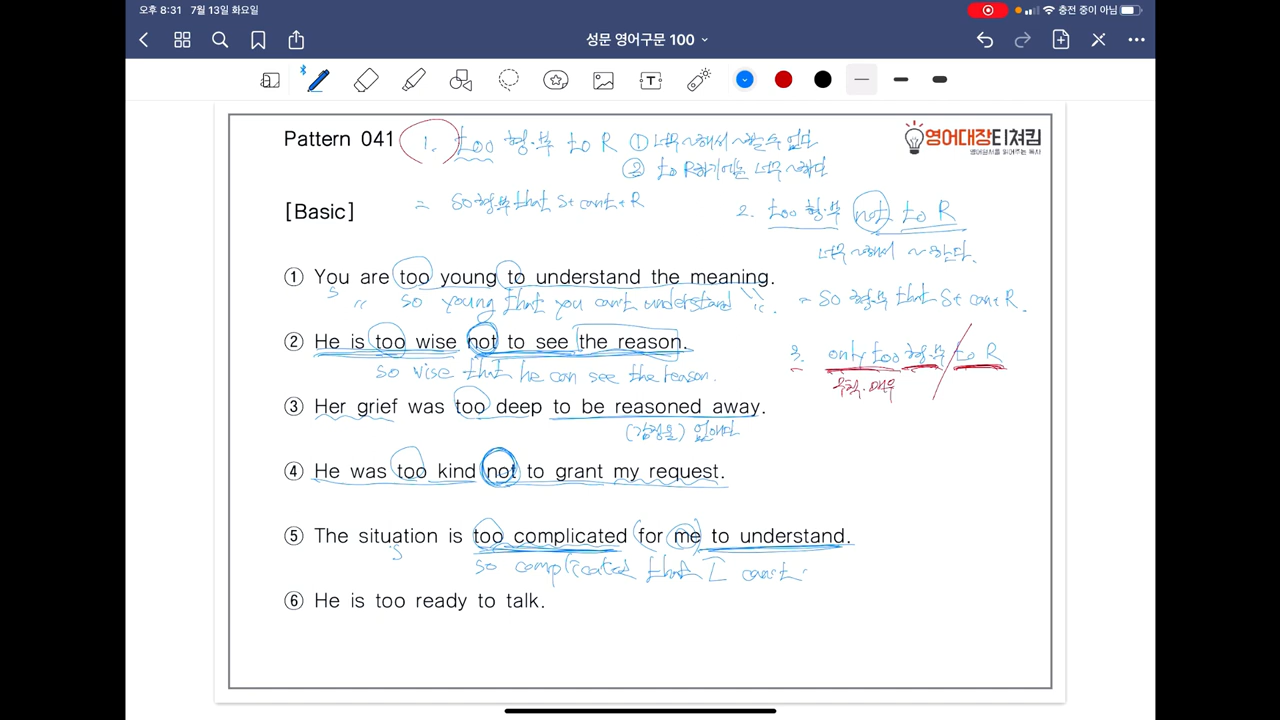 오후 8:31 7월 13일 화요일
충전 중이 아님
성문 영어구문 100
Pattern 041
1. too 형·부 to R ① 너무 ~해서 ~할 수 없다
② to R하기에는 너무 ~하다
영어대장티쳐킴
= so 형·부 that S+can't+R
2. too 형·부 not to R
너무 ~해서 ~한다.
[Basic]
① You are too young to understand the meaning.
S " so young that you can't understand "
= so 형·부 that S+can+R.
② He is too wise not to see the reason.
so wise that he can see the reason.
3. only too 형·부 / to R
무척·매우
③ Her grief was too deep to be reasoned away.
(감정을) 없애다
④ He was too kind not to grant my request.
⑤ The situation is too complicated (for me) to understand.
S so complicated that I can't
⑥ He is too ready to talk.